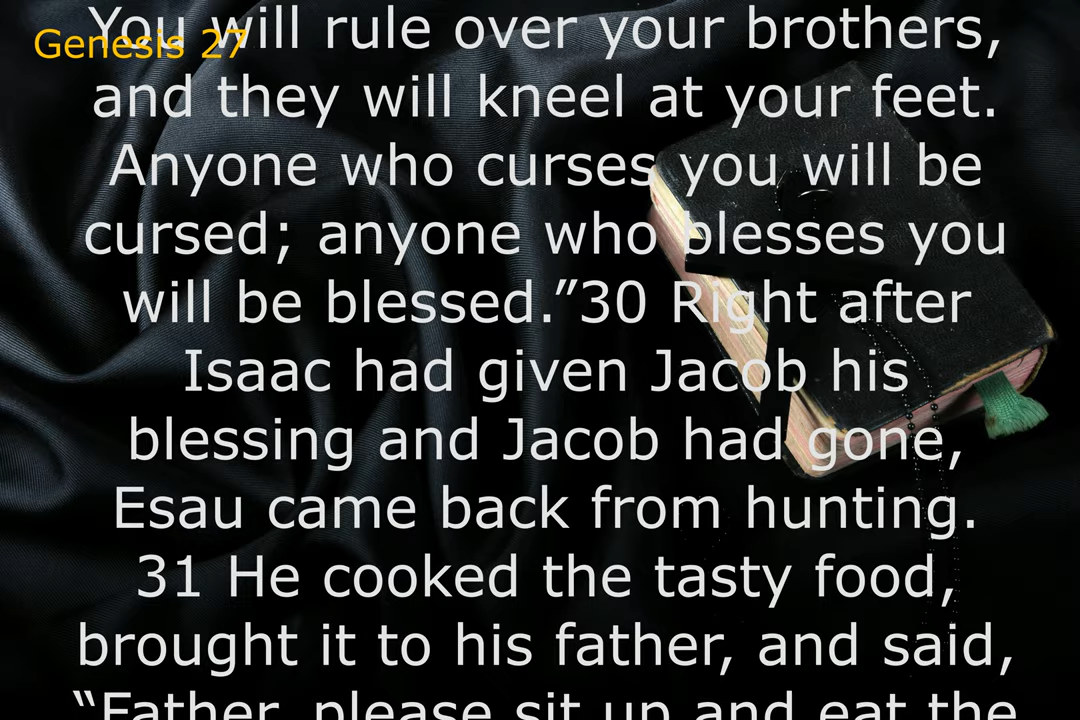 Genesis 27
You will rule over your brothers,
and they will kneel at your feet.
Anyone who curses you will be
cursed; anyone who blesses you
will be blessed.”30 Right after
Isaac had given Jacob his
blessing and Jacob had gone,
Esau came back from hunting.
31 He cooked the tasty food,
brought it to his father, and said,
“Father, please sit up and eat the